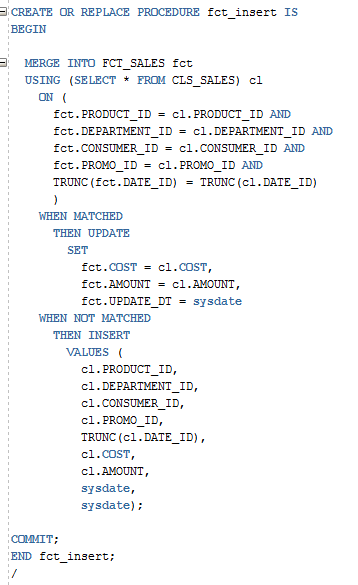 CREATE OR REPLACE PROCEDURE fct_insert IS
BEGIN
MERGE INTO FCT_SALES fct
USING (SELECT * FROM CLS_SALES) cl
ON (
fct.PRODUCT_ID = cl.PRODUCT_ID AND
fct.DEPARTMENT_ID = cl.DEPARTMENT_ID AND
fct.CONSUMER_ID = cl.CONSUMER_ID AND
fct.PROMO_ID = cl.PROMO_ID AND
TRUNC(fct.DATE_ID) = TRUNC(cl.DATE_ID)
)
WHEN MATCHED
THEN UPDATE
SET
fct.COST = cl.COST,
fct.AMOUNT = cl.AMOUNT,
fct.UPDATE_DT = sysdate
WHEN NOT MATCHED
THEN INSERT
VALUES (
cl.PRODUCT_ID,
cl.DEPARTMENT_ID,
cl.CONSUMER_ID,
cl.PROMO_ID,
TRUNC(cl.DATE_ID),
cl.COST,
cl.AMOUNT,
sysdate,
sysdate);
COMMIT;
END fct_insert;
/